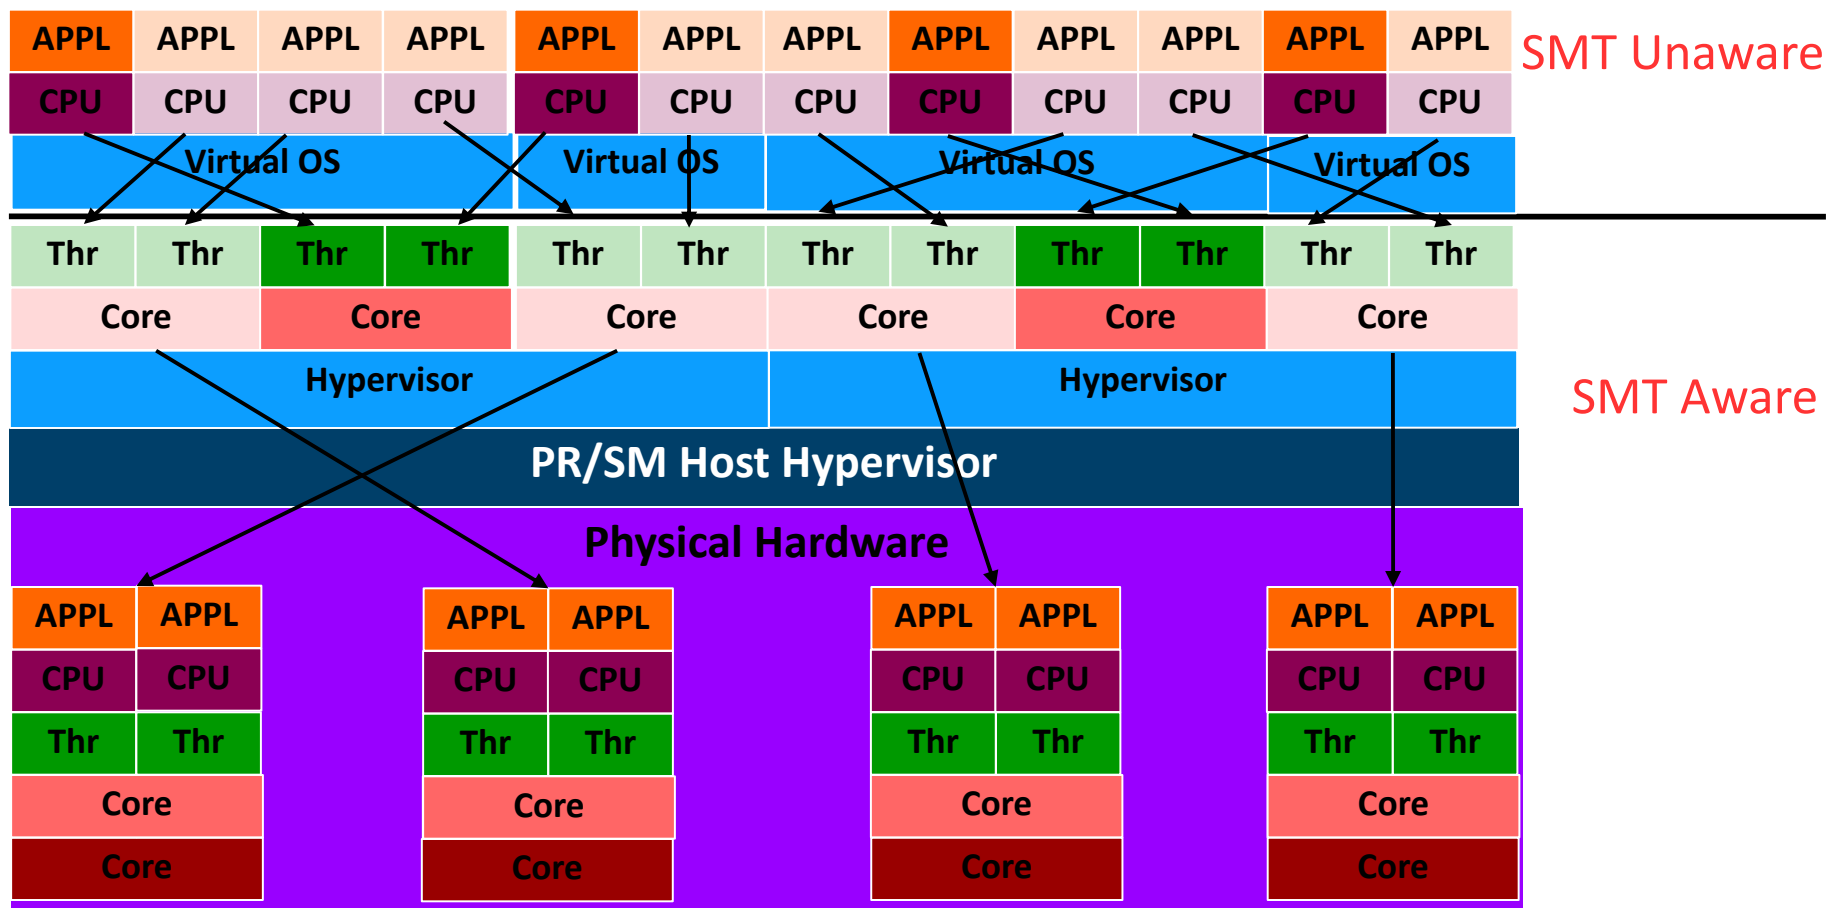 APPL APPL APPL APPL APPL APPL APPL APPL APPL APPL APPL APPL
SMT Unaware
CPU CPU CPU CPU CPU CPU CPU CPU CPU CPU CPU CPU
Virtual OS Virtual OS Virtual OS Virtual OS
Thr Thr Thr Thr Thr Thr Thr Thr Thr Thr Thr Thr
Core Core Core Core Core Core
Hypervisor Hypervisor
SMT Aware
PR/SM Host Hypervisor
Physical Hardware
APPL APPL APPL APPL APPL APPL APPL APPL
CPU CPU CPU CPU CPU CPU CPU CPU
Thr Thr Thr Thr Thr Thr Thr Thr
Core Core Core Core
Core Core Core Core